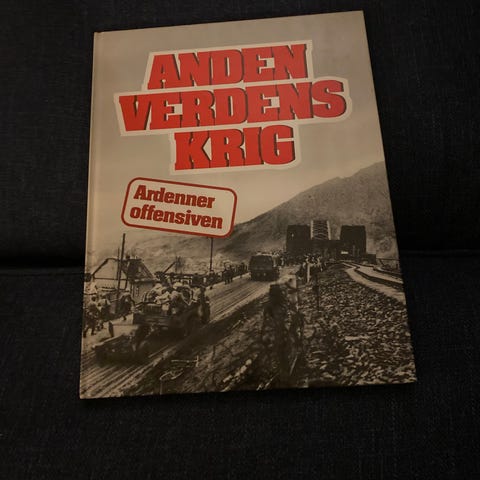 ANDEN
VERDENS
KRIG
Ardenner
offensiven